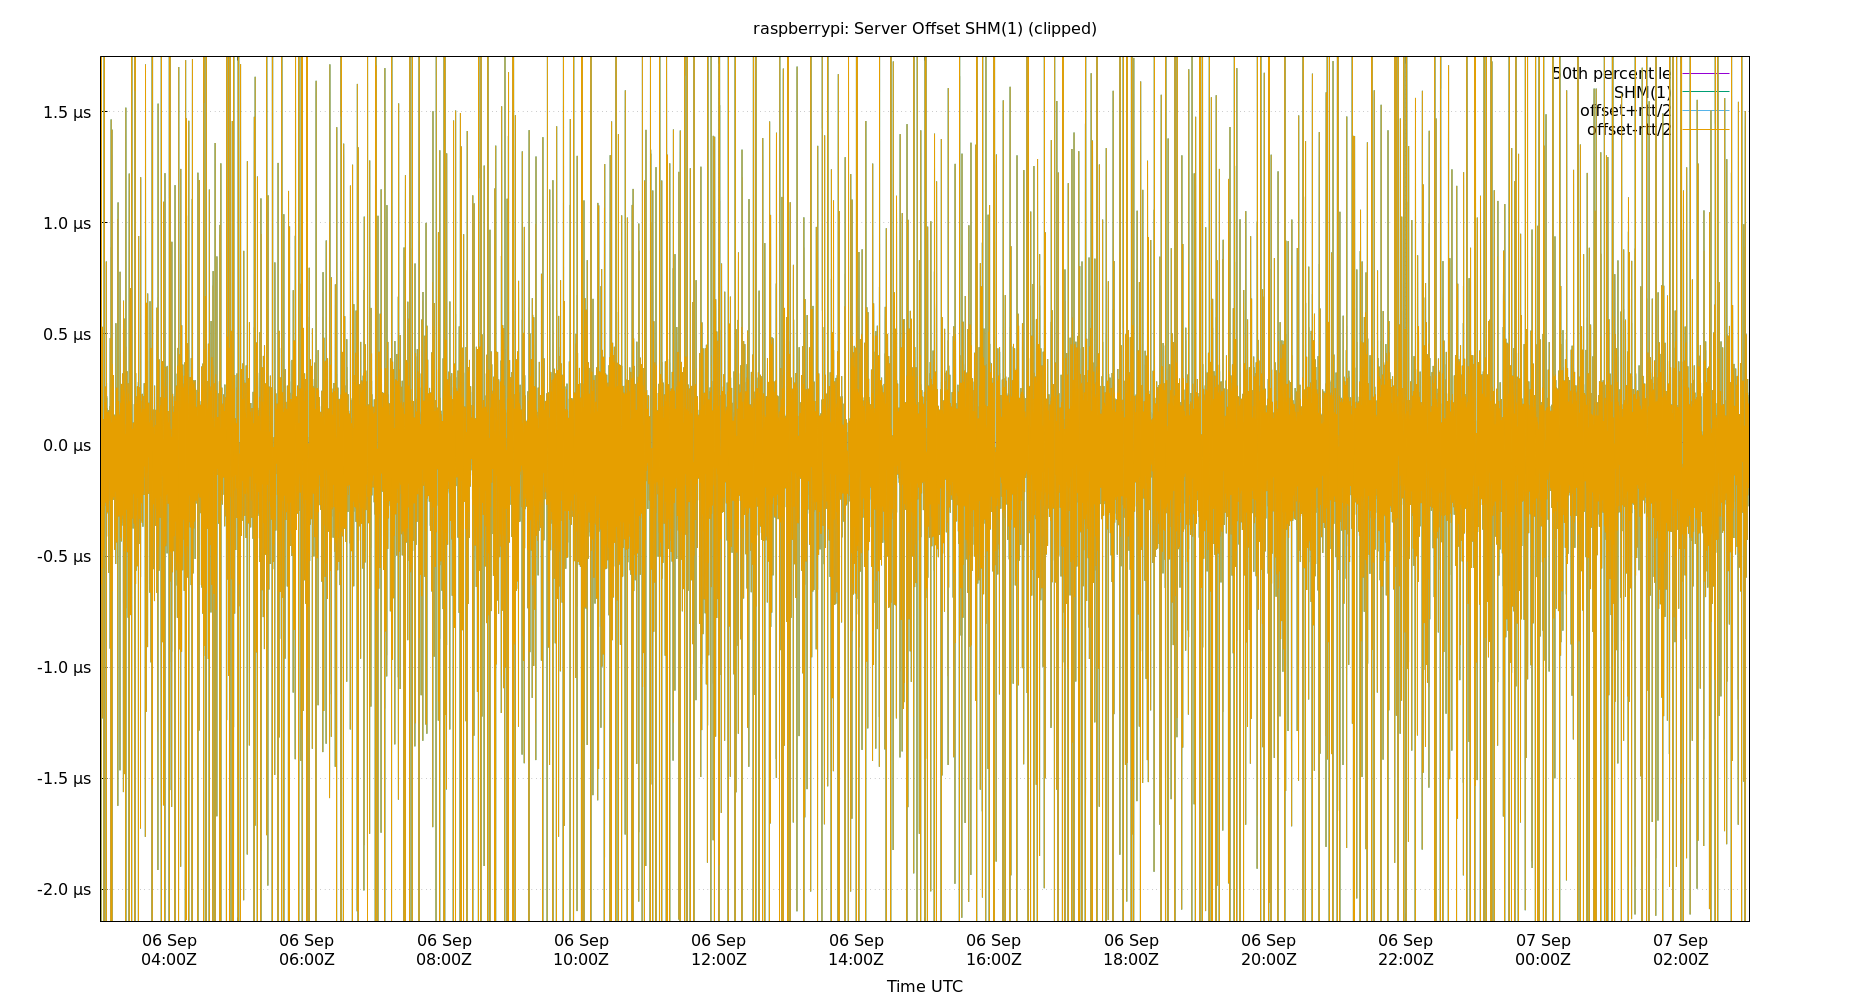 raspberrypi: Server Offset SHM(1) (clipped)
50th percentile
SHM(1)
offset+rtt/2
offset-rtt/2
1.5 µs
1.0 µs
0.5 µs
0.0 µs
-0.5 µs
-1.0 µs
-1.5 µs
-2.0 µs
06 Sep 06 Sep 06 Sep 06 Sep 06 Sep 06 Sep 06 Sep 06 Sep 06 Sep 06 Sep 07 Sep 07 Sep
04:00Z 06:00Z 08:00Z 10:00Z 12:00Z 14:00Z 16:00Z 18:00Z 20:00Z 22:00Z 00:00Z 02:00Z
Time UTC